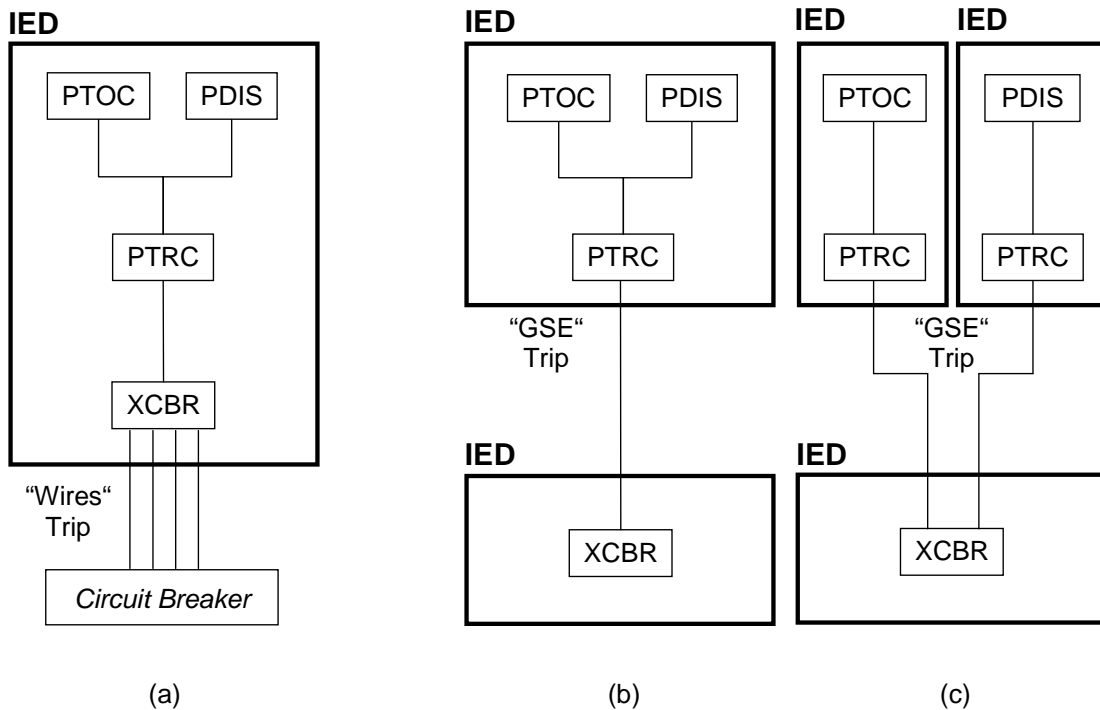 IED
PTOC
PDIS
PTRC
XCBR
“Wires“
Trip
Circuit Breaker
(a)
IED
PTOC
PDIS
PTRC
“GSE“
Trip
IED
XCBR
(b)
IED
IED
PTOC
PDIS
PTRC
PTRC
“GSE“
Trip
IED
XCBR
(c)